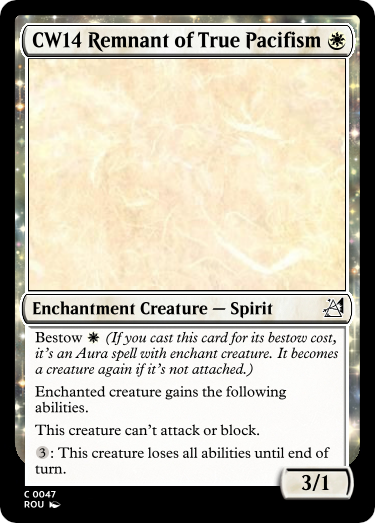 CW14 Remnant of True Pacifism
Enchantment Creature — Spirit
Bestow (If you cast this card for its bestow cost,
it's an Aura spell with enchant creature. It becomes
a creature again if it's not attached.)
Enchanted creature gains the following
abilities.
This creature can't attack or block.
3: This creature loses all abilities until end of
turn.
3/1
C 0047
ROU